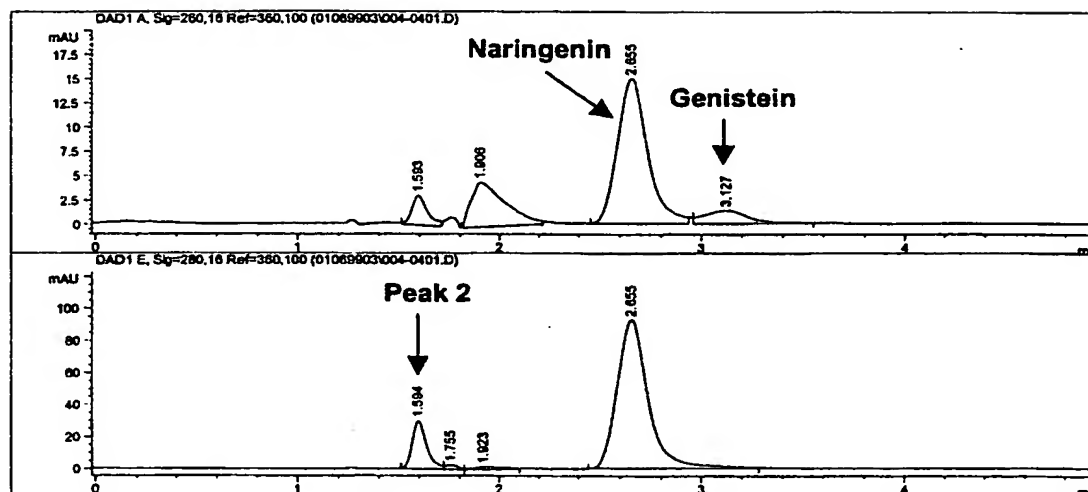 DAD1 A, Sig=260,16 Ref=360,100 (01069903\004-0401.D)
mAU
17.5
15
12.5
10
7.5
5
2.5
0
Naringenin
Genistein
1.593
1.906
2.655
3.127
0 1 2 3 4 m
DAD1 E, Sig=280,16 Ref=360,100 (01069903\004-0401.D)
mAU
100
80
60
40
20
0
Peak 2
1.594
1.755
1.923
2.655
0 1 2 3 4